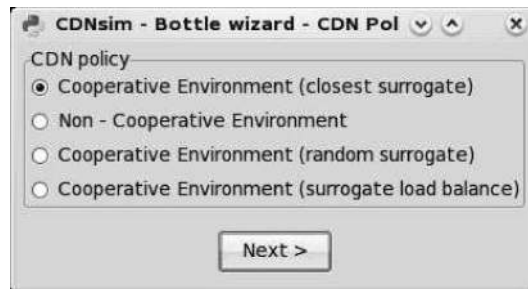 CDNsim - Bottle wizard - CDN Pol
CDN policy
Cooperative Environment (closest surrogate)
Non - Cooperative Environment
Cooperative Environment (random surrogate)
Cooperative Environment (surrogate load balance)
Next >